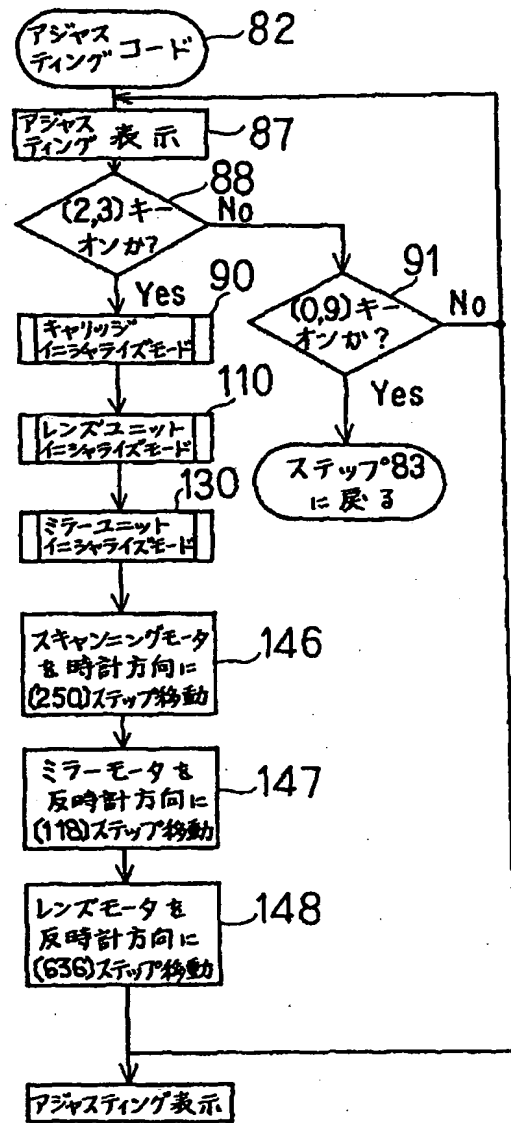 アジャス
ティング コード
82
アジャス
ティング 表示
87
(2,3)キー
オンか?
88
No
Yes
(0,9)キー
オンか?
91
No
Yes
ステップ83
に戻る
キャリッジ
イニシャライズモード
90
レンズユニット
イニシャライズモード
110
ミラーユニット
イニシャライズモード
130
スキャンニングモータ
を時計方向に
(250)ステップ移動
146
ミラーモータを
反時計方向に
(118)ステップ移動
147
レンズモータを
反時計方向に
(636)ステップ移動
148
アジャスティング表示